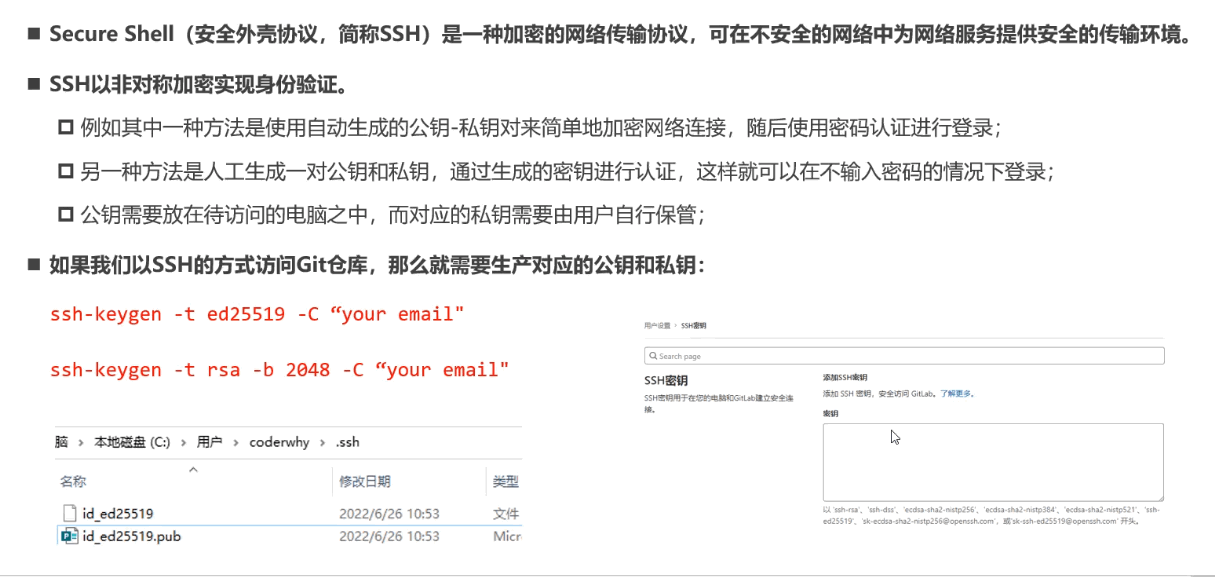 Secure Shell（安全外壳协议，简称SSH）是一种加密的网络传输协议，可在不安全的网络中为网络服务提供安全的传输环境。
SSH以非对称加密实现身份验证。
例如其中一种方法是使用自动生成的公钥-私钥对来简单地加密网络连接，随后使用密码认证进行登录；
另一种方法是人工生成一对公钥和私钥，通过生成的密钥进行认证，这样就可以在不输入密码的情况下登录；
公钥需要放在待访问的电脑之中，而对应的私钥需要由用户自行保管；
如果我们以SSH的方式访问Git仓库，那么就需要生产对应的公钥和私钥：
ssh-keygen -t ed25519 -C “your email"
ssh-keygen -t rsa -b 2048 -C “your email"
脑 › 本地磁盘 (C:) › 用户 › coderwhy › .ssh
名称 修改日期 类型
id_ed25519 2022/6/26 10:53 文件
id_ed25519.pub 2022/6/26 10:53 Micr
用户设置 › SSH密钥
Search page
SSH密钥
SSH密钥用于在您的电脑和GitLab建立安全连
接。
添加SSH密钥
添加 SSH 密钥，安全访问 GitLab。了解更多。
密钥
以 'ssh-rsa'、'ssh-dss'、'ecdsa-sha2-nistp256'、'ecdsa-sha2-nistp384'、'ecdsa-sha2-nistp521'、'ssh-
ed25519'、'sk-ecdsa-sha2-nistp256@openssh.com'，或'sk-ssh-ed25519@openssh.com' 开头。